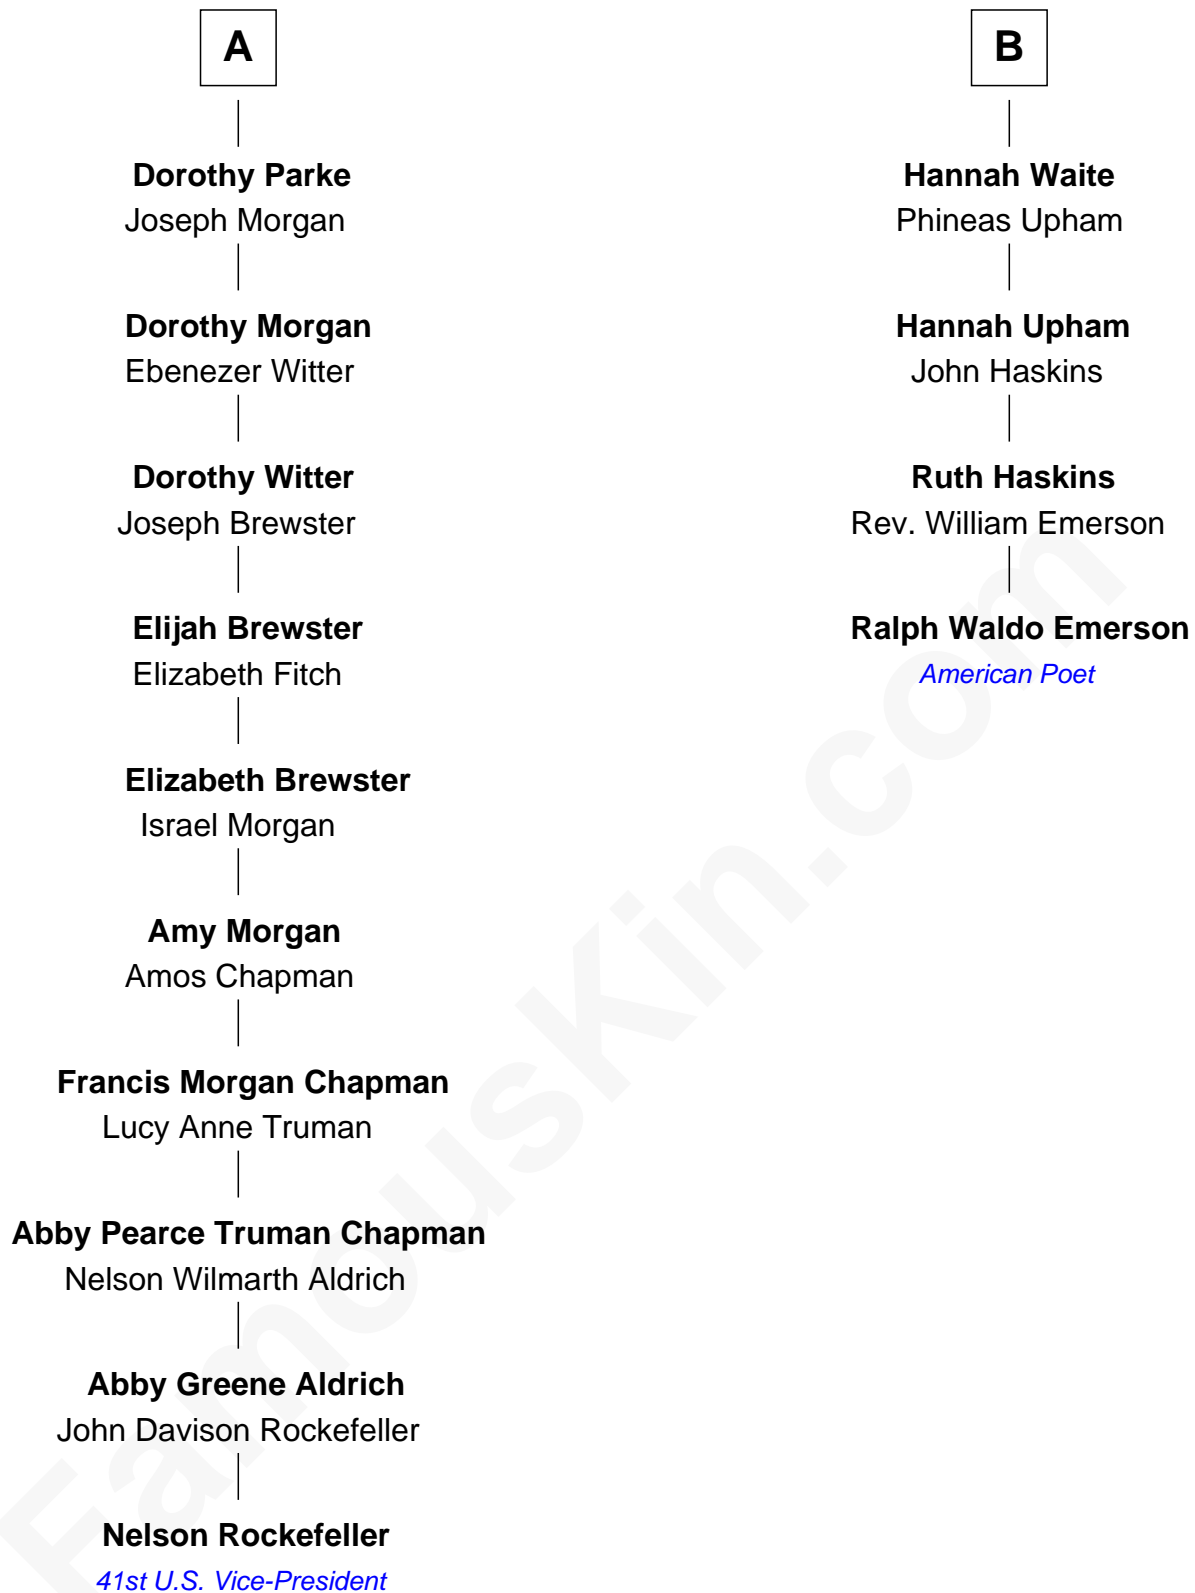 A
Dorothy Parke
Joseph Morgan
Dorothy Morgan
Ebenezer Witter
Dorothy Witter
Joseph Brewster
Elijah Brewster
Elizabeth Fitch
Elizabeth Brewster
Israel Morgan
Amy Morgan
Amos Chapman
Francis Morgan Chapman
Lucy Anne Truman
Abby Pearce Truman Chapman
Nelson Wilmarth Aldrich
Abby Greene Aldrich
John Davison Rockefeller
Nelson Rockefeller
41st U.S. Vice-President
B
Hannah Waite
Phineas Upham
Hannah Upham
John Haskins
Ruth Haskins
Rev. William Emerson
Ralph Waldo Emerson
American Poet
FamousKin.com